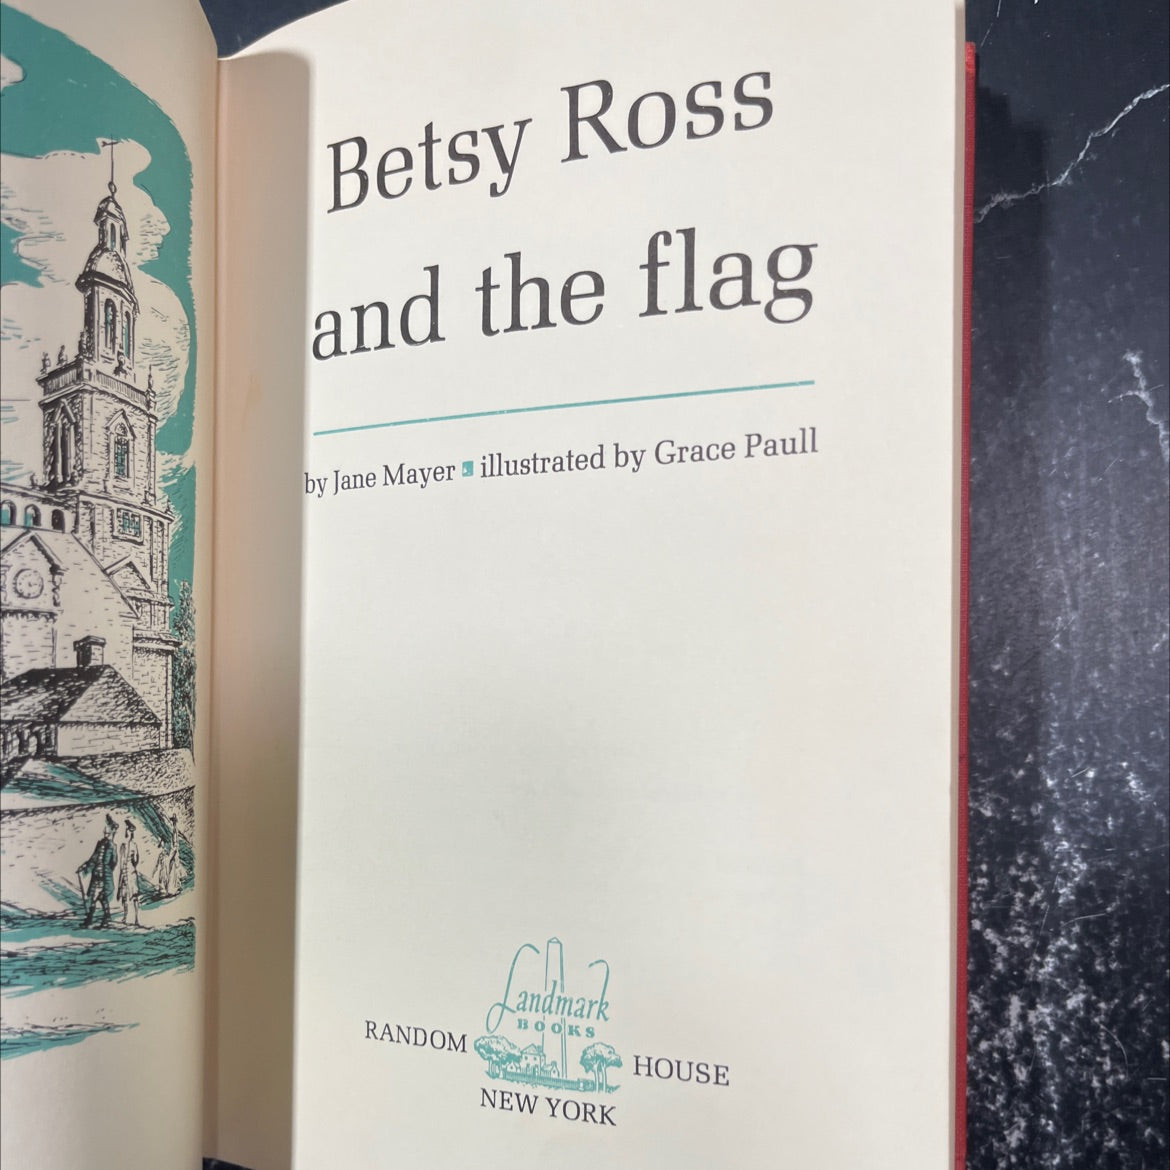 Betsy Ross
and the flag
by Jane Mayer ▪ illustrated by Grace Paull
Landmark
BOOKS
RANDOM HOUSE
NEW YORK